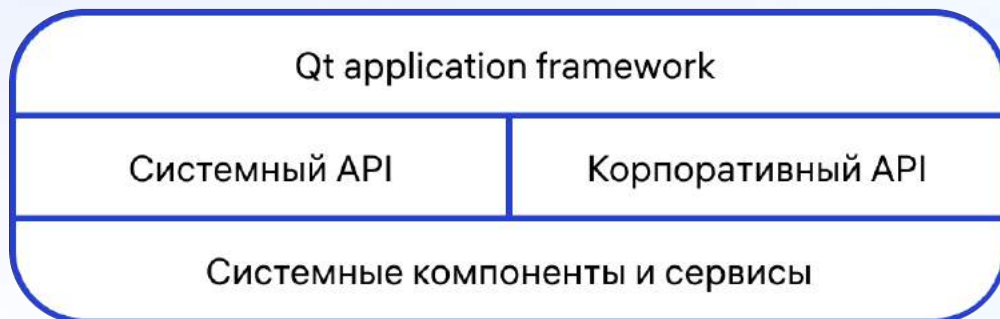 Qt application framework
Системный API
Корпоративный API
Системные компоненты и сервисы